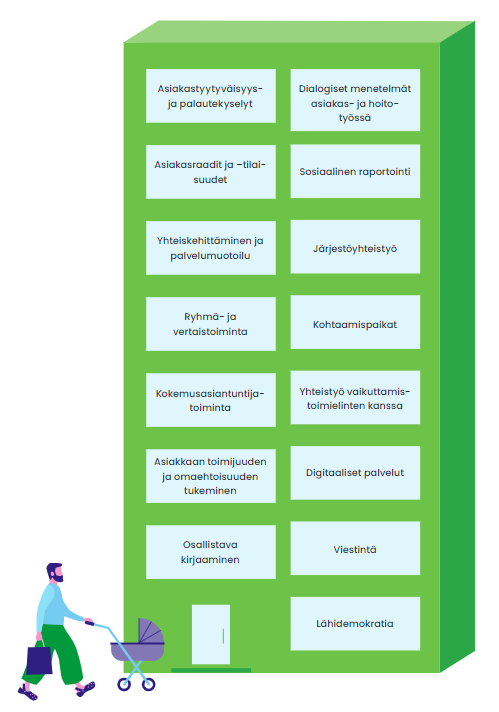 Asiakastyytyväisyys-
ja palautekyselyt
Asiakasraadit ja –tilai-
suudet
Yhteiskehittäminen ja
palvelumuotoilu
Ryhmä- ja
vertaistoiminta
Kokemusasiantuntija-
toiminta
Asiakkaan toimijuuden
ja omaehtoisuuden
tukeminen
Osallistava
kirjaaminen
Dialogiset menetelmät
asiakas- ja hoito-
työssä
Sosiaalinen raportointi
Järjestöyhteistyö
Kohtaamispaikat
Yhteistyö vaikuttamis-
toimielinten kanssa
Digitaaliset palvelut
Viestintä
Lähidemokratia